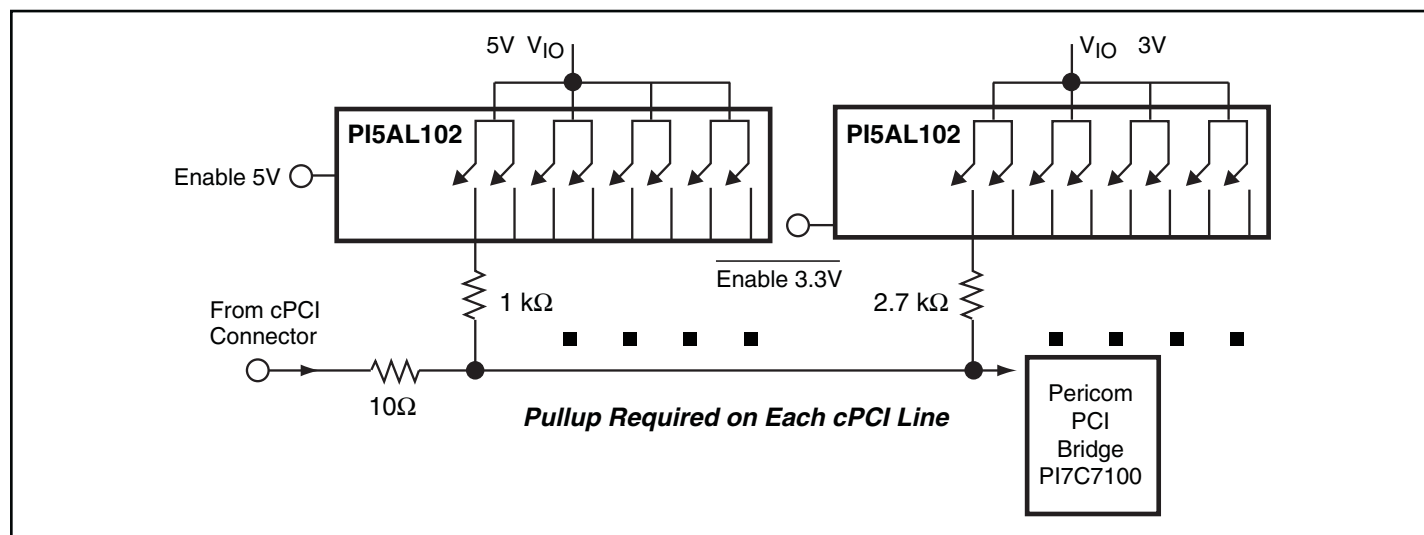 5V V_IO
V_IO 3V
PI5AL102
PI5AL102
Enable 5V
Enable 3.3V
1 kΩ
2.7 kΩ
From cPCI
Connector
10Ω
Pullup Required on Each cPCI Line
Pericom
PCI
Bridge
PI7C7100